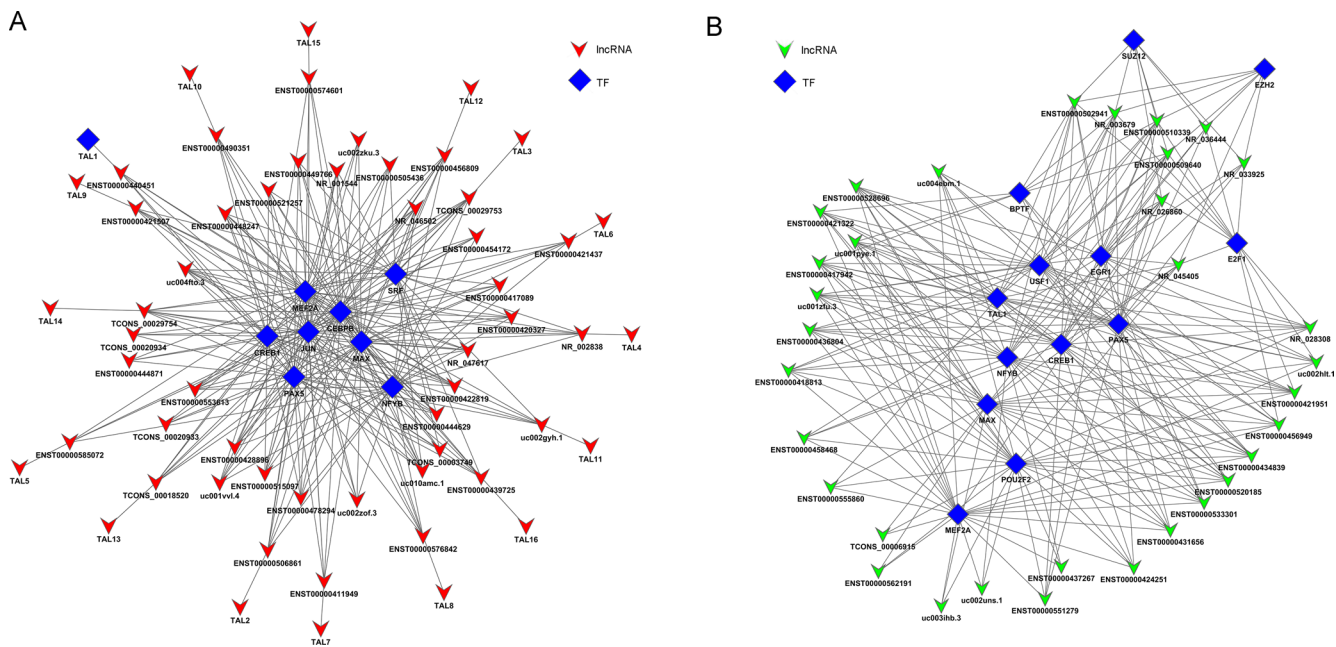 A
lncRNA
TF
TAL15
ENST00000574601
TAL10
TAL12
TAL1
ENST00000490351
uc002zku.3
ENST00000456809
TAL3
ENST00000440451
ENST00000449766
NR_001544
ENST00000505436
TAL9
ENST00000521257
TCONS_00029753
ENST00000421507
ENST00000448247
NR_046502
TAL6
ENST00000454172
ENST00000421437
uc004fto.3
SRF
MEF2A
ENST00000417089
TAL14
TCONS_00029754
CEBPB
ENST00000420327
TCONS_00020934
CREB1
JUN
MAX
NR_002838
TAL4
ENST00000444871
NR_047617
ENST00000553613
PAX5
NFYB
ENST00000422819
TCONS_00020933
ENST00000444629
uc002gyh.1
ENST00000585072
ENST00000428896
TCONS_00003749
TAL11
TAL5
ENST00000515097
uc010amc.1
TCONS_00018520
uc001vvl.4
ENST00000439725
ENST00000478294
uc002zof.3
TAL13
TAL16
ENST00000576842
ENST00000506861
ENST00000411949
TAL2
TAL8
TAL7
B
lncRNA
TF
SUZ12
EZH2
ENST00000502941
NR_003679
ENST00000510339
NR_036444
ENST00000509640
NR_033925
uc004ebm.1
ENST00000528696
BPTF
NR_026860
ENST00000421322
uc001pye.1
E2F1
ENST00000417942
USF1
EGR1
NR_045405
uc001zfu.3
TAL1
ENST00000436804
PAX5
NR_028308
CREB1
NFYB
uc002hlt.1
ENST00000418813
ENST00000421951
MAX
ENST00000456949
ENST00000458468
ENST00000434839
POU2F2
ENST00000520185
ENST00000555860
ENST00000533301
MEF2A
ENST00000431656
TCONS_00006915
ENST00000562191
ENST00000437267
ENST00000424251
uc002uns.1
ENST00000551279
uc003ihb.3